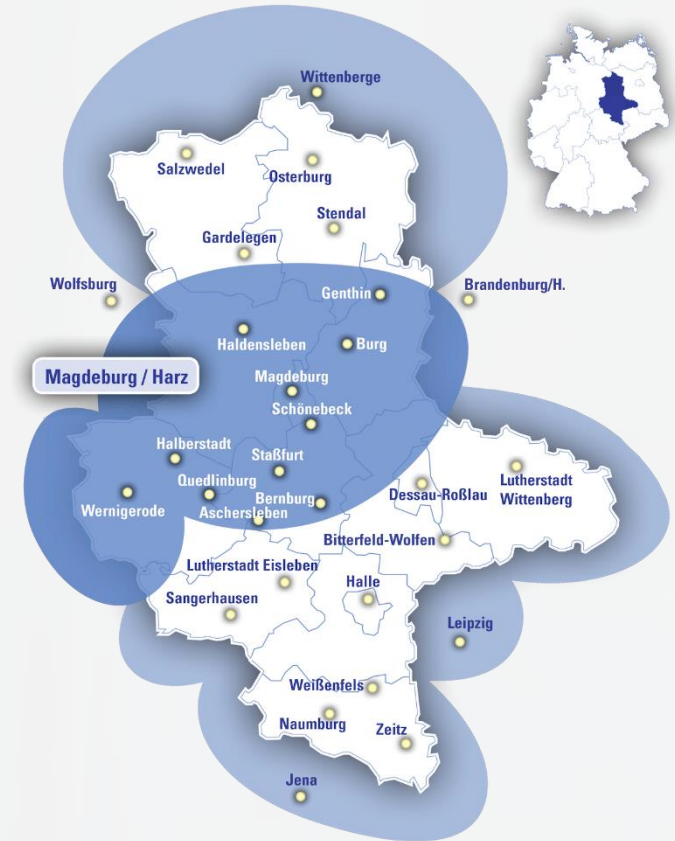 Wittenberge
Salzwedel
Osterburg
Stendal
Gardelegen
Wolfsburg
Genthin
Brandenburg/H.
Haldensleben
Burg
Magdeburg / Harz
Magdeburg
Schönebeck
Halberstadt
Staßfurt
Quedlinburg
Lutherstadt
Wittenberg
Wernigerode
Bernburg
Dessau-Roßlau
Aschersleben
Bitterfeld-Wolfen
Lutherstadt Eisleben
Halle
Sangerhausen
Leipzig
Weißenfels
Naumburg
Zeitz
Jena